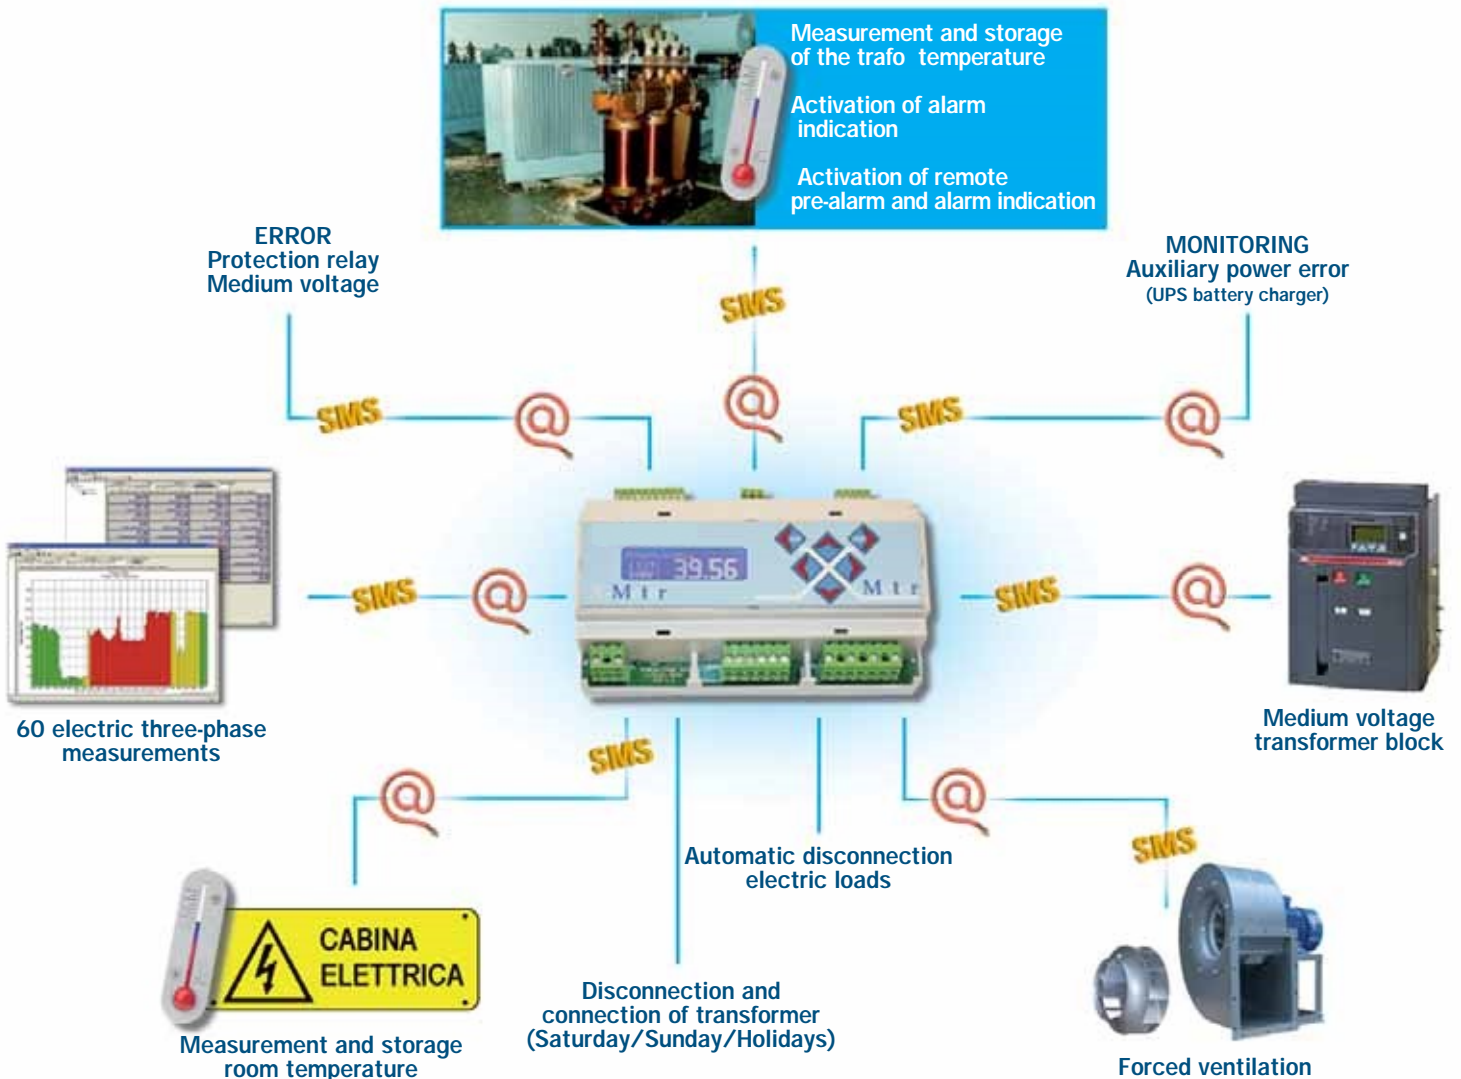 Measurement and storage
of the trafo temperature
Activation of alarm
indication
Activation of remote
pre-alarm and alarm indication
ERROR
Protection relay
Medium voltage
MONITORING
Auxiliary power error
(UPS battery charger)
SMS
@
SMS
@
SMS
@
39.56
Mtr
Mtr
SMS
@
SMS
@
60 electric three-phase
measurements
Medium voltage
transformer block
SMS
@
@
SMS
Automatic disconnection
electric loads
CABINA
ELETTRICA
Disconnection and
connection of transformer
(Saturday/Sunday/Holidays)
Measurement and storage
room temperature
Forced ventilation